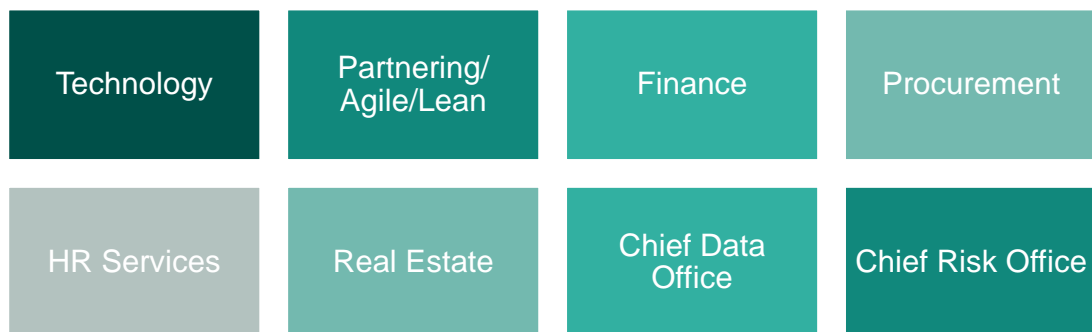 Technology
Partnering/
Agile/Lean
Finance
Procurement
HR Services
Real Estate
Chief Data
Office
Chief Risk Office